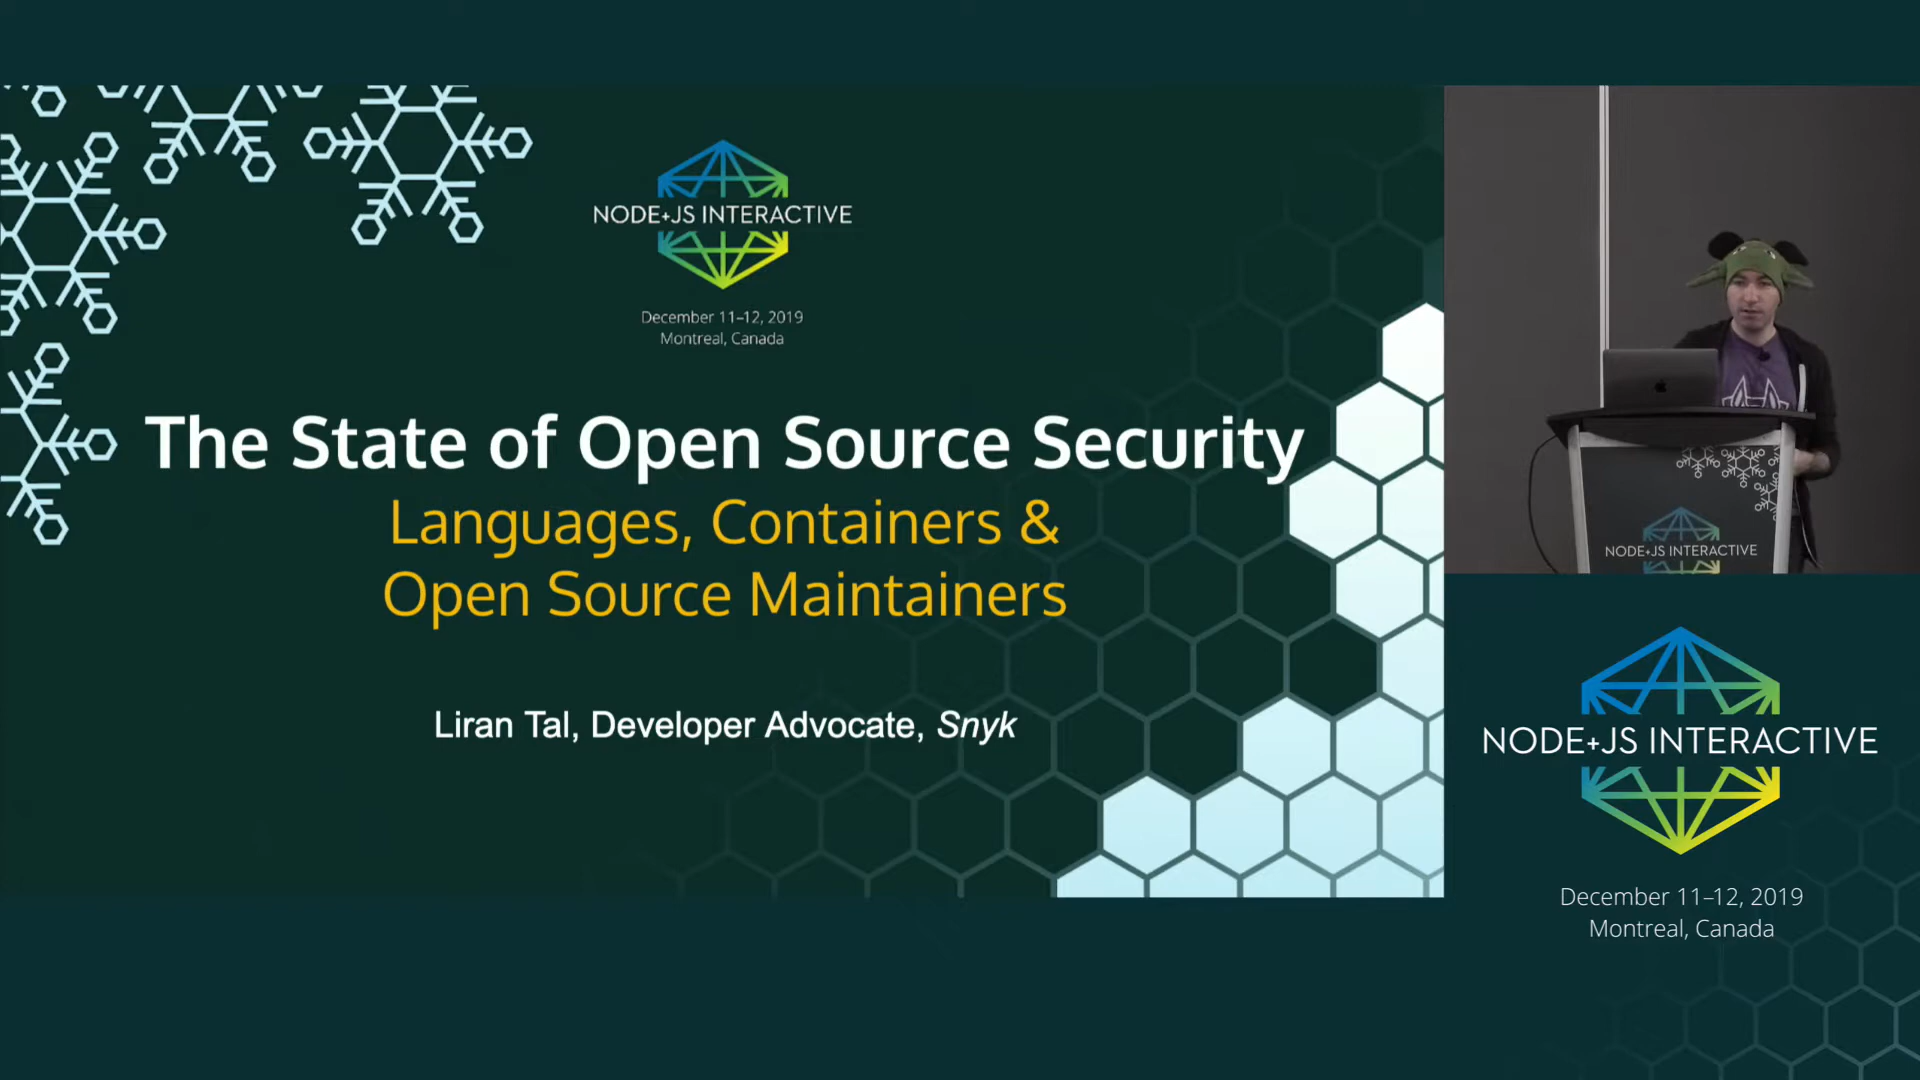 NODE+JS INTERACTIVE
December 11–12, 2019
Montreal, Canada
The State of Open Source Security
Languages, Containers &
Open Source Maintainers
Liran Tal, Developer Advocate, Snyk
NODE+JS INTERACTIVE
NODE+JS INTERACTIVE
December 11–12, 2019
Montreal, Canada